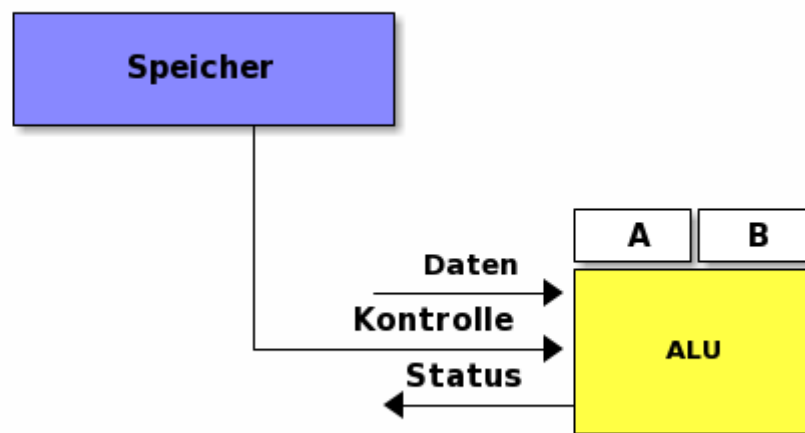 Speicher
A
B
Daten
Kontrolle
ALU
Status